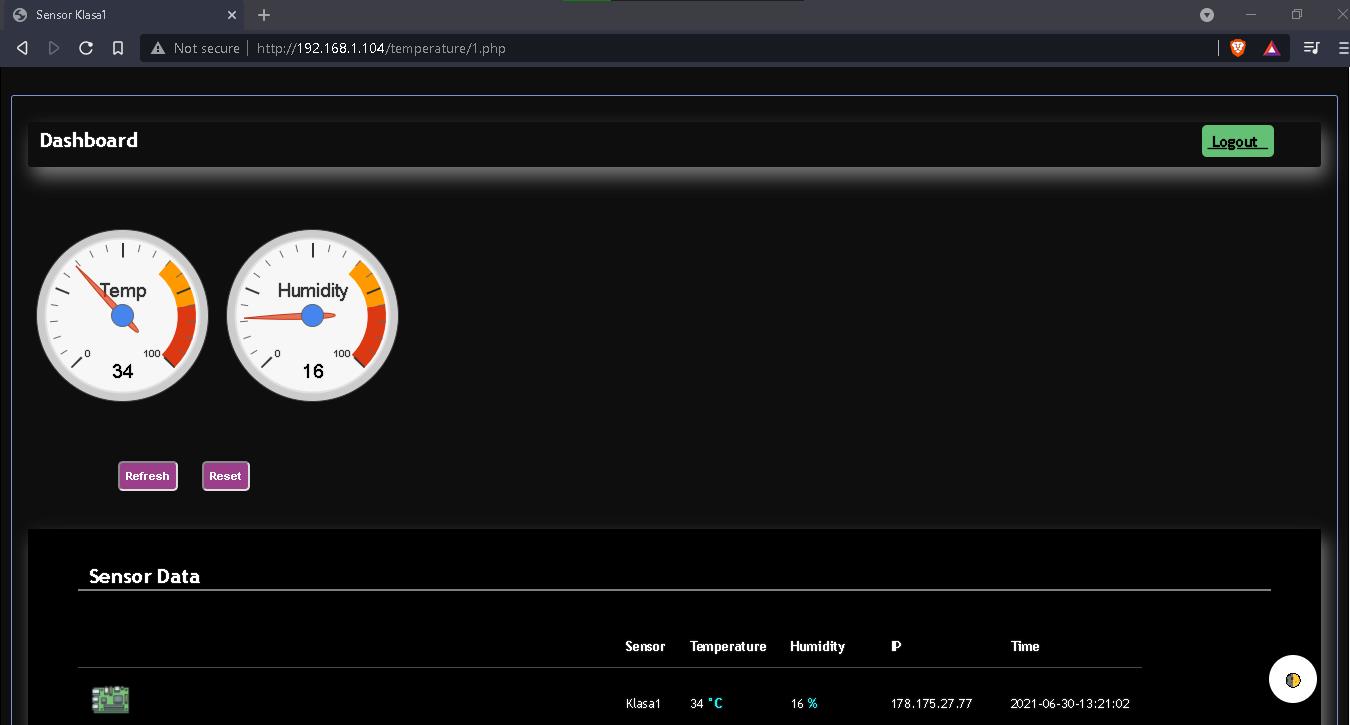 Sensor Klasa1
Not secure http://192.168.1.104/temperature/1.php
Dashboard
Logout
Temp
0 100
34
Humidity
0 100
16
Refresh Reset
Sensor Data
Sensor Temperature Humidity IP Time
Klasa1 34 °C 16 % 178.175.27.77 2021-06-30-13:21:02